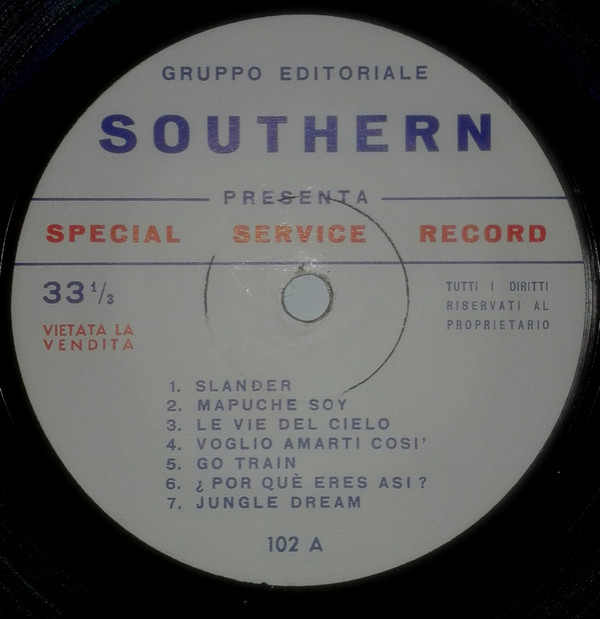 GRUPPO EDITORIALE
SOUTHERN
PRESENTA
SPECIAL SERVICE RECORD
33 1/3
VIETATA LA
VENDITA
TUTTI I DIRITTI
RISERVATI AL
PROPRIETARIO
1. SLANDER
2. MAPUCHE SOY
3. LE VIE DEL CIELO
4. VOGLIO AMARTI COSI'
5. GO TRAIN
6. ¿ POR QUÈ ERES ASI ?
7. JUNGLE DREAM
102 A